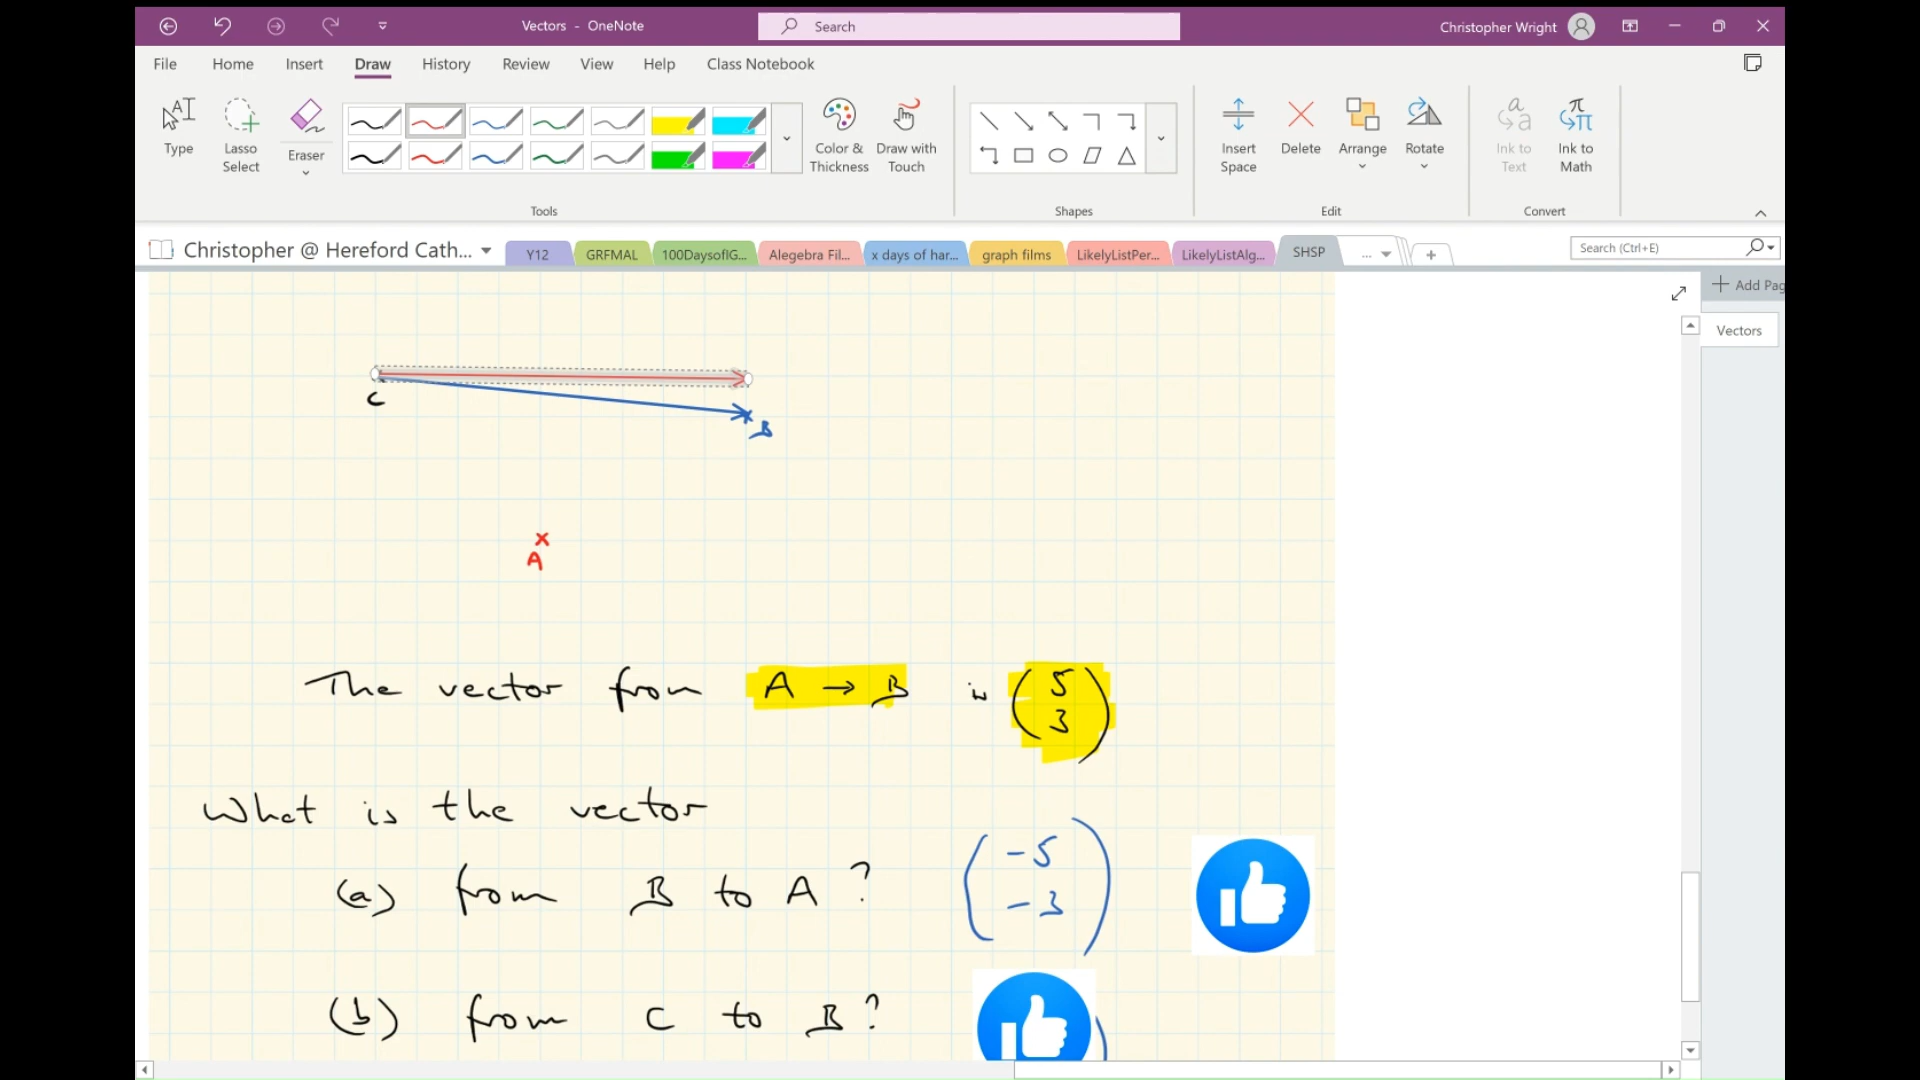 Vectors - OneNote
Search
Christopher Wright
File Home Insert Draw History Review View Help Class Notebook
Type
Lasso Select
Eraser
Color & Thickness
Draw with Touch
Insert Space
Delete
Arrange
Rotate
Ink to Text
Ink to Math
Tools
Shapes
Edit
Convert
Christopher @ Hereford Cath...
Y12
GRFMAL
100DaysofIG...
Alegebra Fil...
x days of har...
graph films
LikelyListPer...
LikelyListAlg...
SHSP
...
Search (Ctrl+E)
Add Pag
Vectors
C
B
A
The vector from A → B is (5 3)
What is the vector
(a) from B to A? (-5 -3)
(b) from C to B?